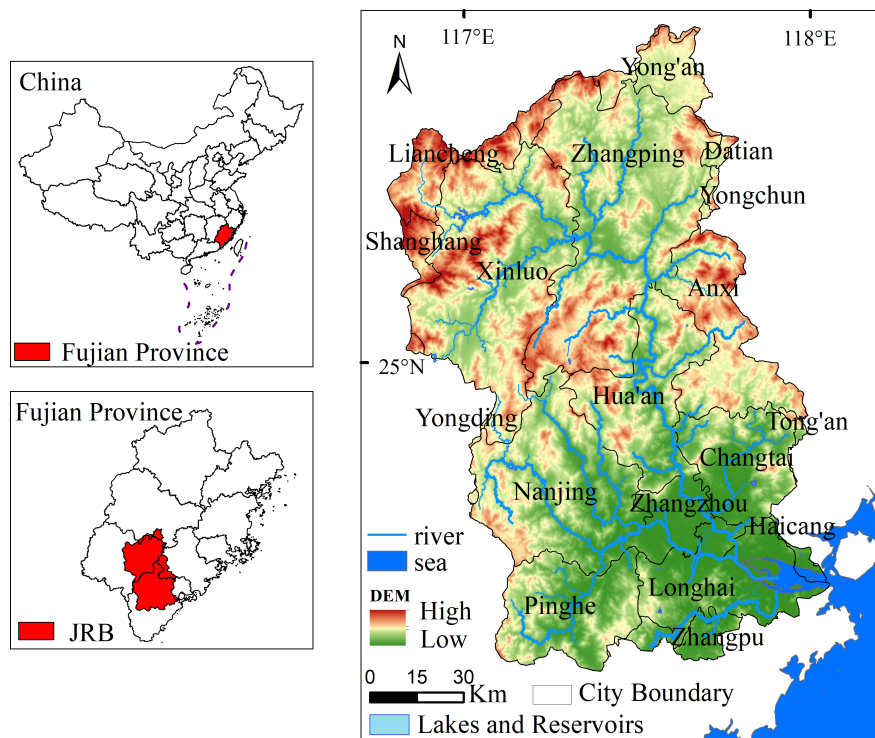 China
Fujian Province
Fujian Province
JRB
117°E
118°E
N
25°N
Yong'an
Liancheng
Zhangping
Datian
Yongchun
Shanghang
Xinluo
Anxi
Hua'an
Yongding
Tong'an
Changtai
Nanjing
Zhangzhou
Haicang
Longhai
Pinghe
Zhangpu
river
sea
DEM
High
Low
0 15 30
Km
City Boundary
Lakes and Reservoirs